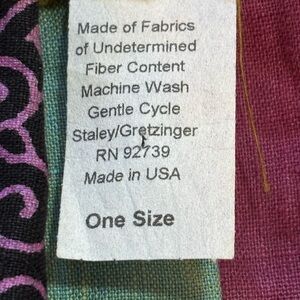 Made of Fabrics
of Undetermined
Fiber Content
Machine Wash
Gentle Cycle
Staley/Gretzinger
RN 92739
Made in USA
One Size